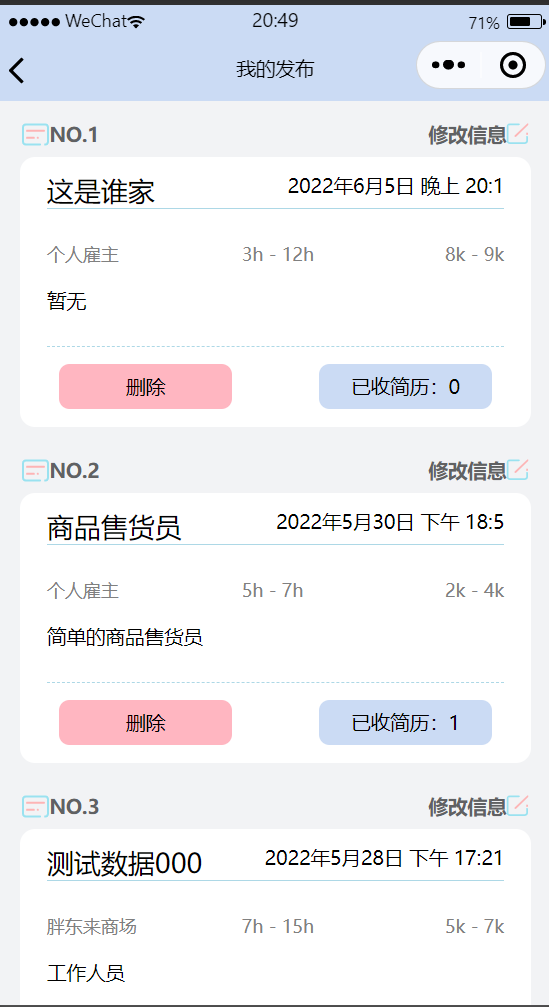 WeChat 20:49 71%
我的发布
NO.1 修改信息
这是谁家 2022年6月5日 晚上 20:1
个人雇主 3h - 12h 8k - 9k
暂无
删除 已收简历：0
NO.2 修改信息
商品售货员 2022年5月30日 下午 18:5
个人雇主 5h - 7h 2k - 4k
简单的商品售货员
删除 已收简历：1
NO.3 修改信息
测试数据000 2022年5月28日 下午 17:21
胖东来商场 7h - 15h 5k - 7k
工作人员